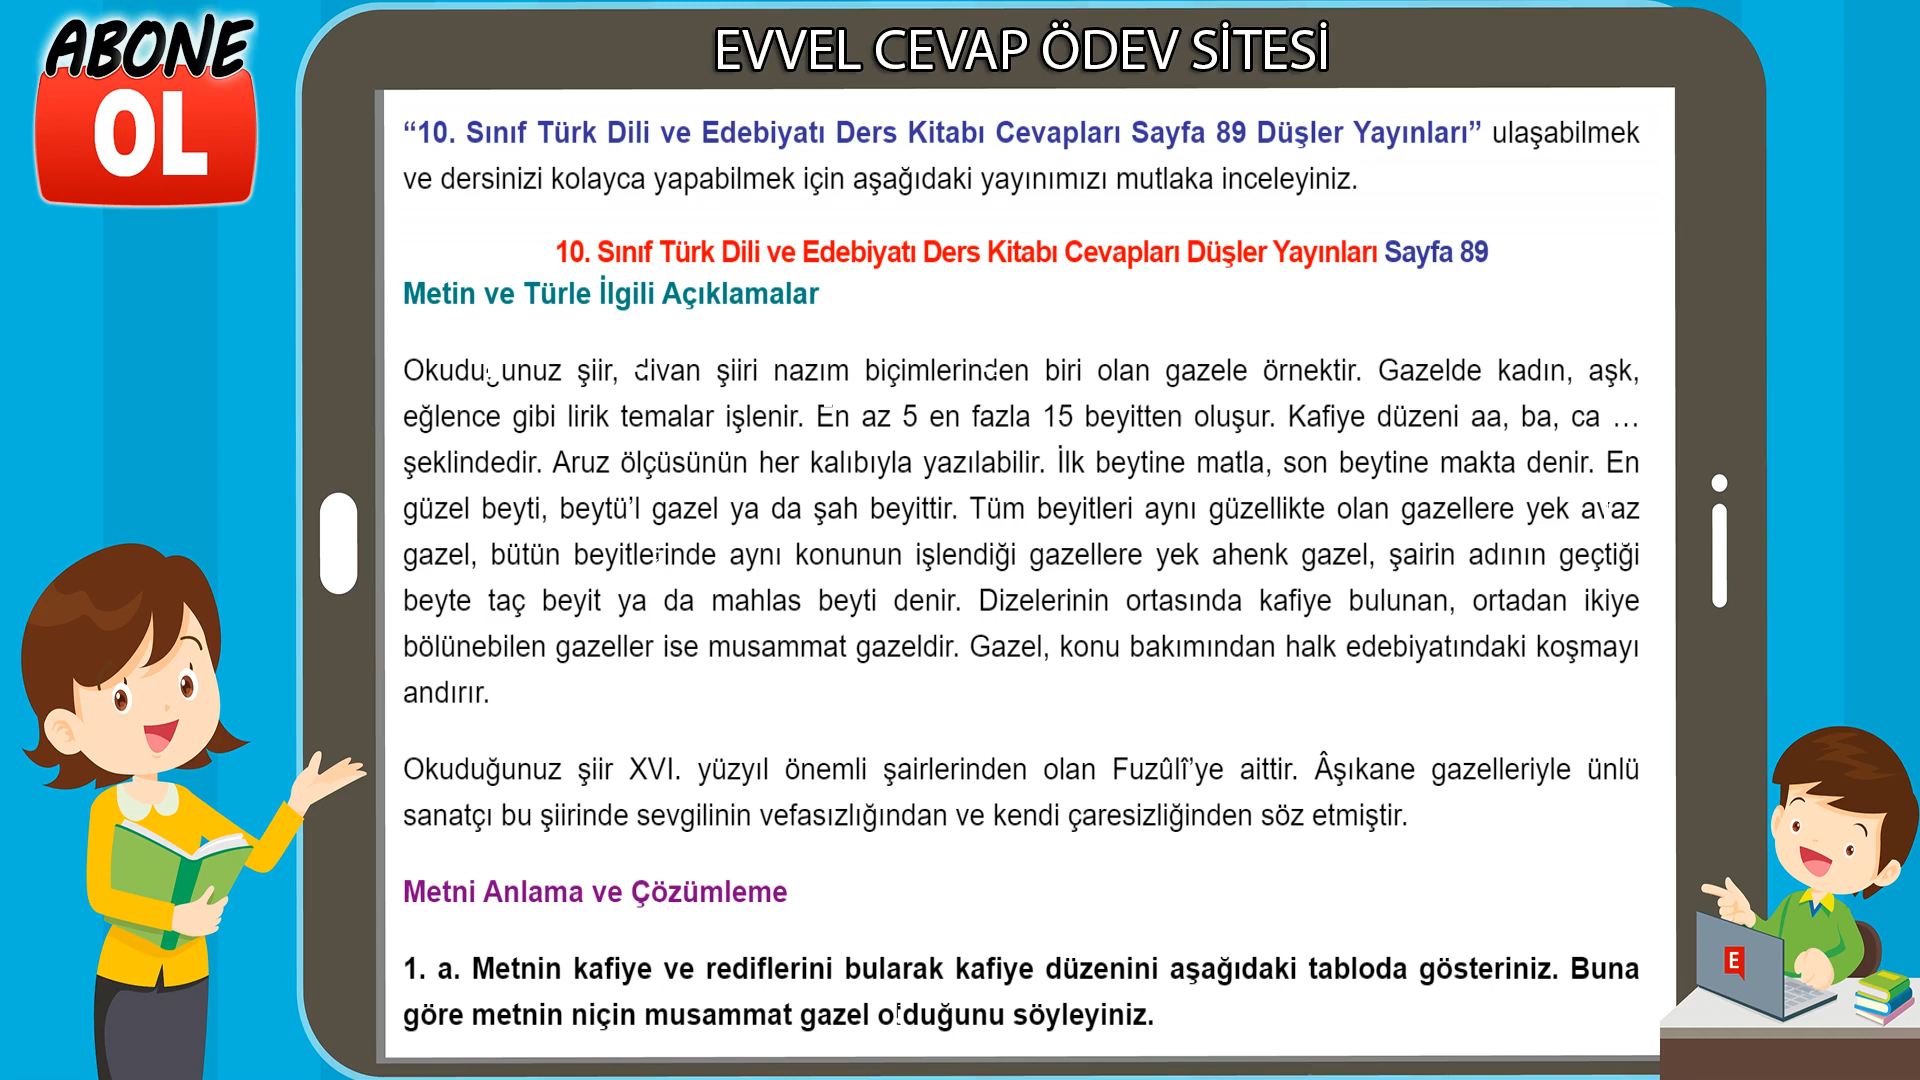 ABONE
OL
EVVEL CEVAP ÖDEV SİTESİ
“10. Sınıf Türk Dili ve Edebiyatı Ders Kitabı Cevapları Sayfa 89 Düşler Yayınları” ulaşabilmek
ve dersinizi kolayca yapabilmek için aşağıdaki yayınımızı mutlaka inceleyiniz.
10. Sınıf Türk Dili ve Edebiyatı Ders Kitabı Cevapları Düşler Yayınları Sayfa 89
Metin ve Türle İlgili Açıklamalar
Okuduğunuz şiir, divan şiiri nazım biçimlerinden biri olan gazele örnektir. Gazelde kadın, aşk,
eğlence gibi lirik temalar işlenir. En az 5 en fazla 15 beyitten oluşur. Kafiye düzeni aa, ba, ca …
şeklindedir. Aruz ölçüsünün her kalıbıyla yazılabilir. İlk beytine matla, son beytine makta denir. En
güzel beyti, beytü’l gazel ya da şah beyittir. Tüm beyitleri aynı güzellikte olan gazellere yek avaz
gazel, bütün beyitlerinde aynı konunun işlendiği gazellere yek ahenk gazel, şairin adının geçtiği
beyte taç beyit ya da mahlas beyti denir. Dizelerinin ortasında kafiye bulunan, ortadan ikiye
bölünebilen gazeller ise musammat gazeldir. Gazel, konu bakımından halk edebiyatındaki koşmayı
andırır.
Okuduğunuz şiir XVI. yüzyıl önemli şairlerinden olan Fuzûlî’ye aittir. Âşıkane gazelleriyle ünlü
sanatçı bu şiirinde sevgilinin vefasızlığından ve kendi çaresizliğinden söz etmiştir.
Metni Anlama ve Çözümleme
1. a. Metnin kafiye ve rediflerini bularak kafiye düzenini aşağıdaki tabloda gösteriniz. Buna
göre metnin niçin musammat gazel olduğunu söyleyiniz.
E